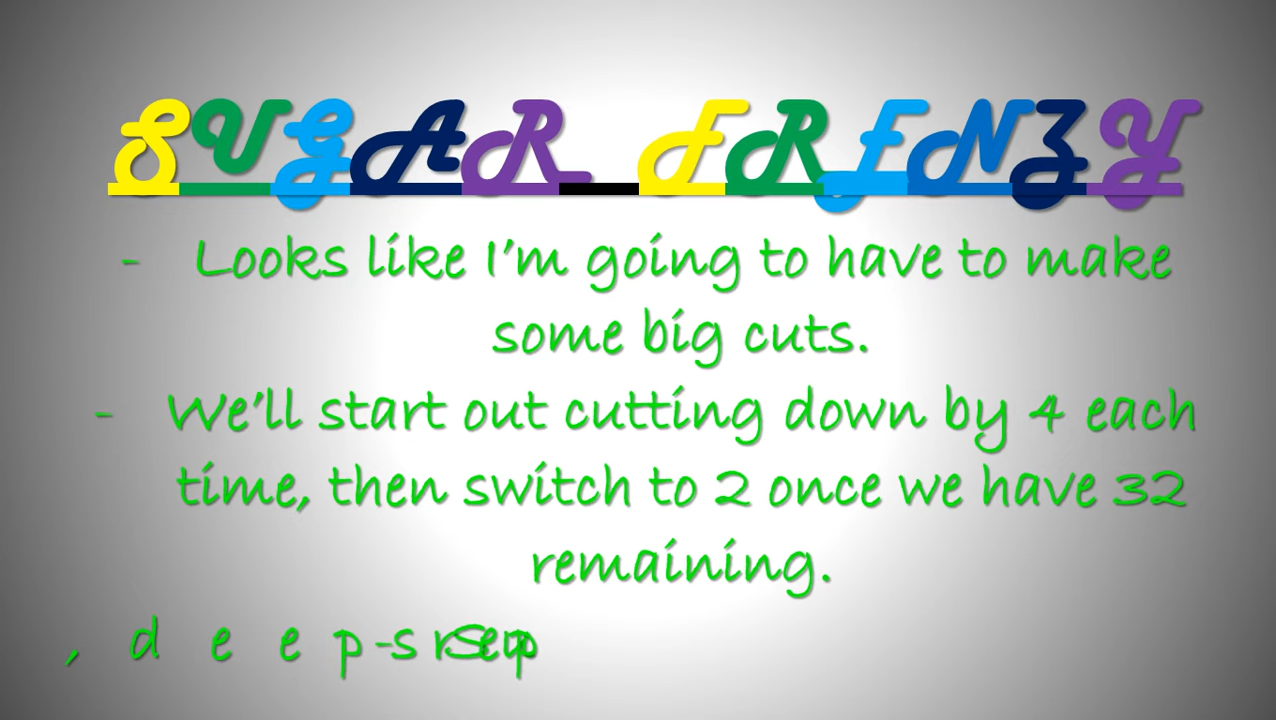 SUGAR FRENZY
- Looks like I'm going to have to make
some big cuts.
- We'll start out cutting down by 4 each
time, then switch to 2 once we have 32
remaining.